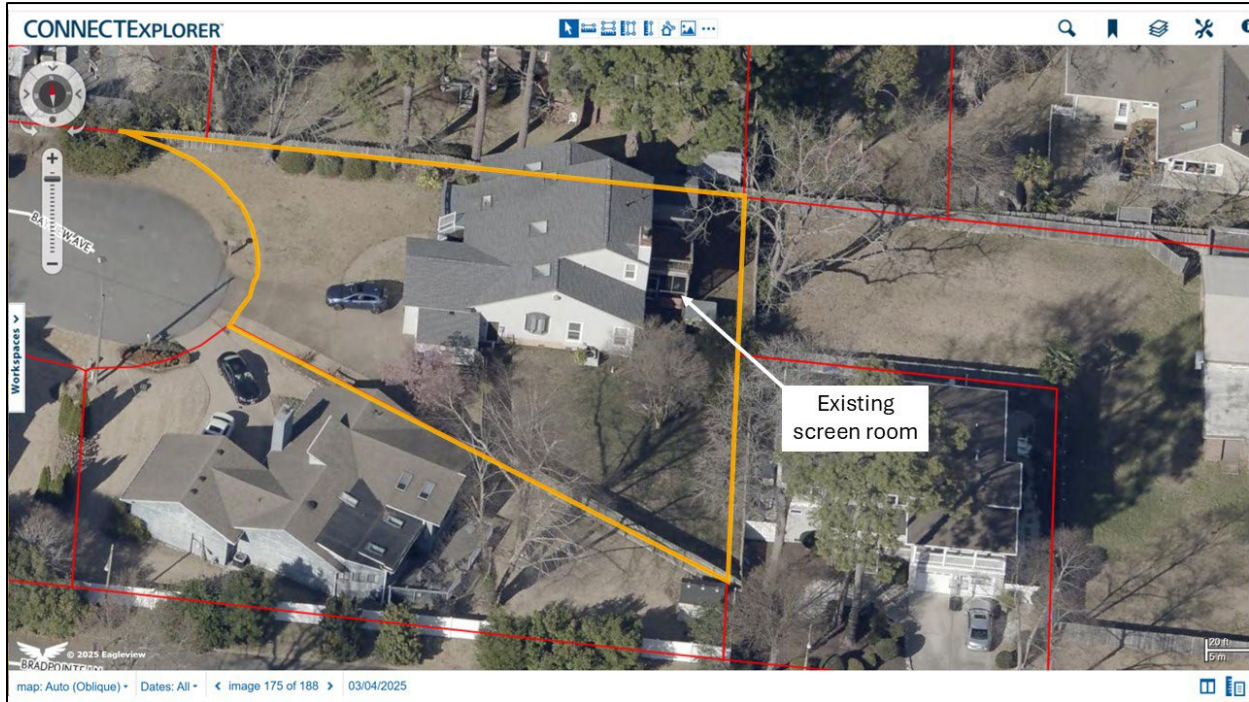 CONNECTEXPLORER™
BAYVIEW AVE
Workspaces
Existing
screen room
© 2025 Eagleview
20 ft
5 m
map: Auto (Oblique)
Dates: All
image 175 of 188
03/04/2025